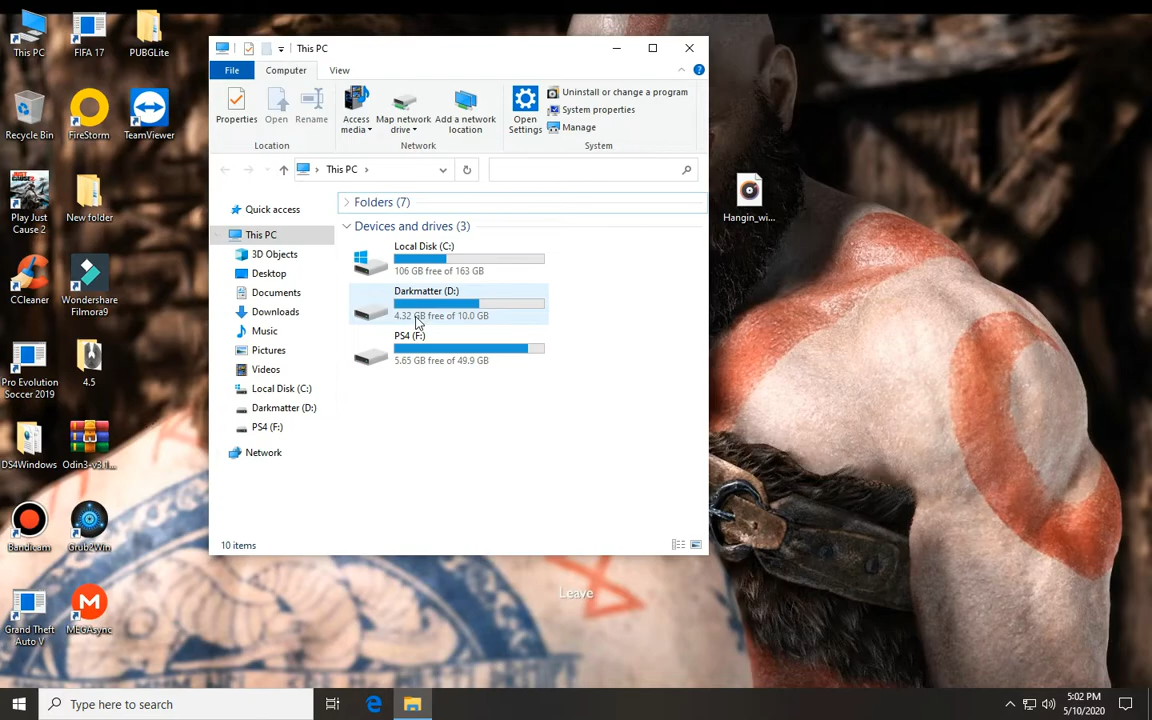 This PC
FIFA 17
PUBGLite
Recycle Bin
FireStorm
TeamViewer
Play Just
Cause 2
New folder
CCleaner
Wondershare
Filmora9
Pro Evolution
Soccer 2019
4.5
DS4Windows
Odin3-v3.1...
Bandicam
Grub2Win
Grand Theft
Auto V
MEGAsync
This PC
File
Computer
View
Properties
Open
Rename
Access
media
Map network
drive
Add a network
location
Open
Settings
Uninstall or change a program
System properties
Manage
Location
Network
System
This PC
Quick access
This PC
3D Objects
Desktop
Documents
Downloads
Music
Pictures
Videos
Local Disk (C:)
Darkmatter (D:)
PS4 (F:)
Network
Folders (7)
Devices and drives (3)
Local Disk (C:)
106 GB free of 163 GB
Darkmatter (D:)
4.32 GB free of 10.0 GB
PS4 (F:)
5.65 GB free of 49.9 GB
10 items
Hangin_wi...
Leave
Type here to search
5:02 PM
5/10/2020